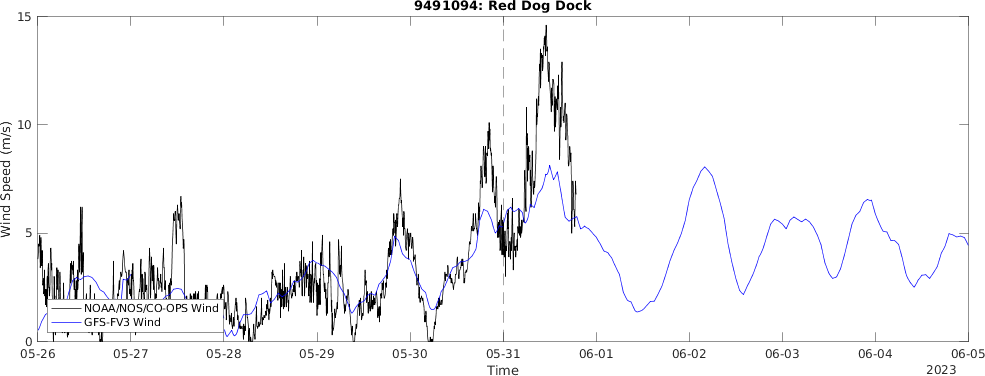 9491094: Red Dog Dock
15
10
5
0
Wind Speed (m/s)
NOAA/NOS/CO-OPS Wind
GFS-FV3 Wind
05-26 05-27 05-28 05-29 05-30 05-31 06-01 06-02 06-03 06-04 06-05
Time
2023